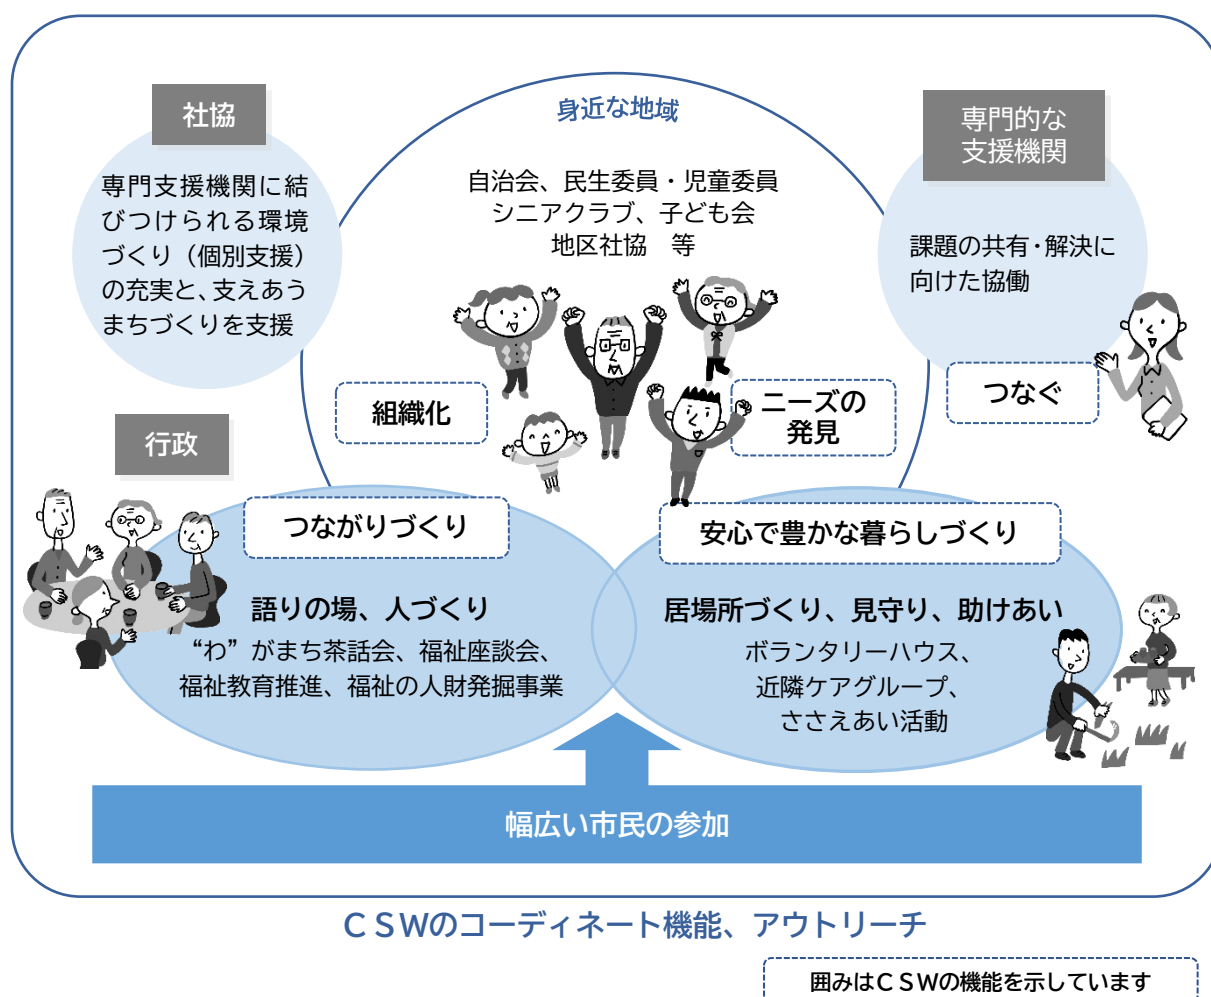 身近な地域
社協
専門的な
支援機関
専門支援機関に結
びつけられる環境
づくり（個別支援）
の充実と、支えあう
まちづくりを支援
自治会、民生委員・児童委員
シニアクラブ、子ども会
地区社協　等
課題の共有・解決に
向けた協働
組織化
ニーズの
発見
つなぐ
行政
つながりづくり
安心で豊かな暮らしづくり
語りの場、人づくり
“わ”がまち茶話会、福祉座談会、
福祉教育推進、福祉の人財発掘事業
居場所づくり、見守り、助けあい
ボランタリーハウス、
近隣ケアグループ、
ささえあい活動
幅広い市民の参加
ＣＳＷのコーディネート機能、アウトリーチ
囲みはＣＳＷの機能を示しています